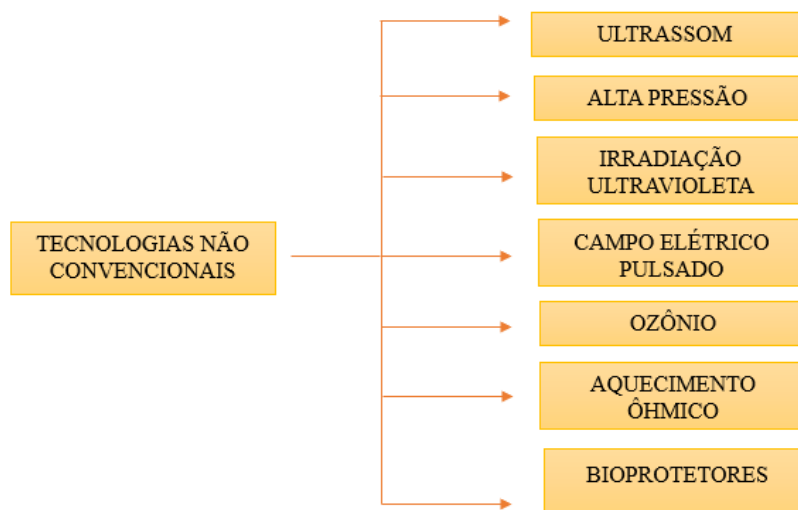 TECNOLOGIAS NÃO
CONVENCIONAIS
ULTRASSOM
ALTA PRESSÃO
IRRADIAÇÃO
ULTRAVIOLETA
CAMPO ELÉTRICO
PULSADO
OZÔNIO
AQUECIMENTO
ÔHMICO
BIOPROTETORES